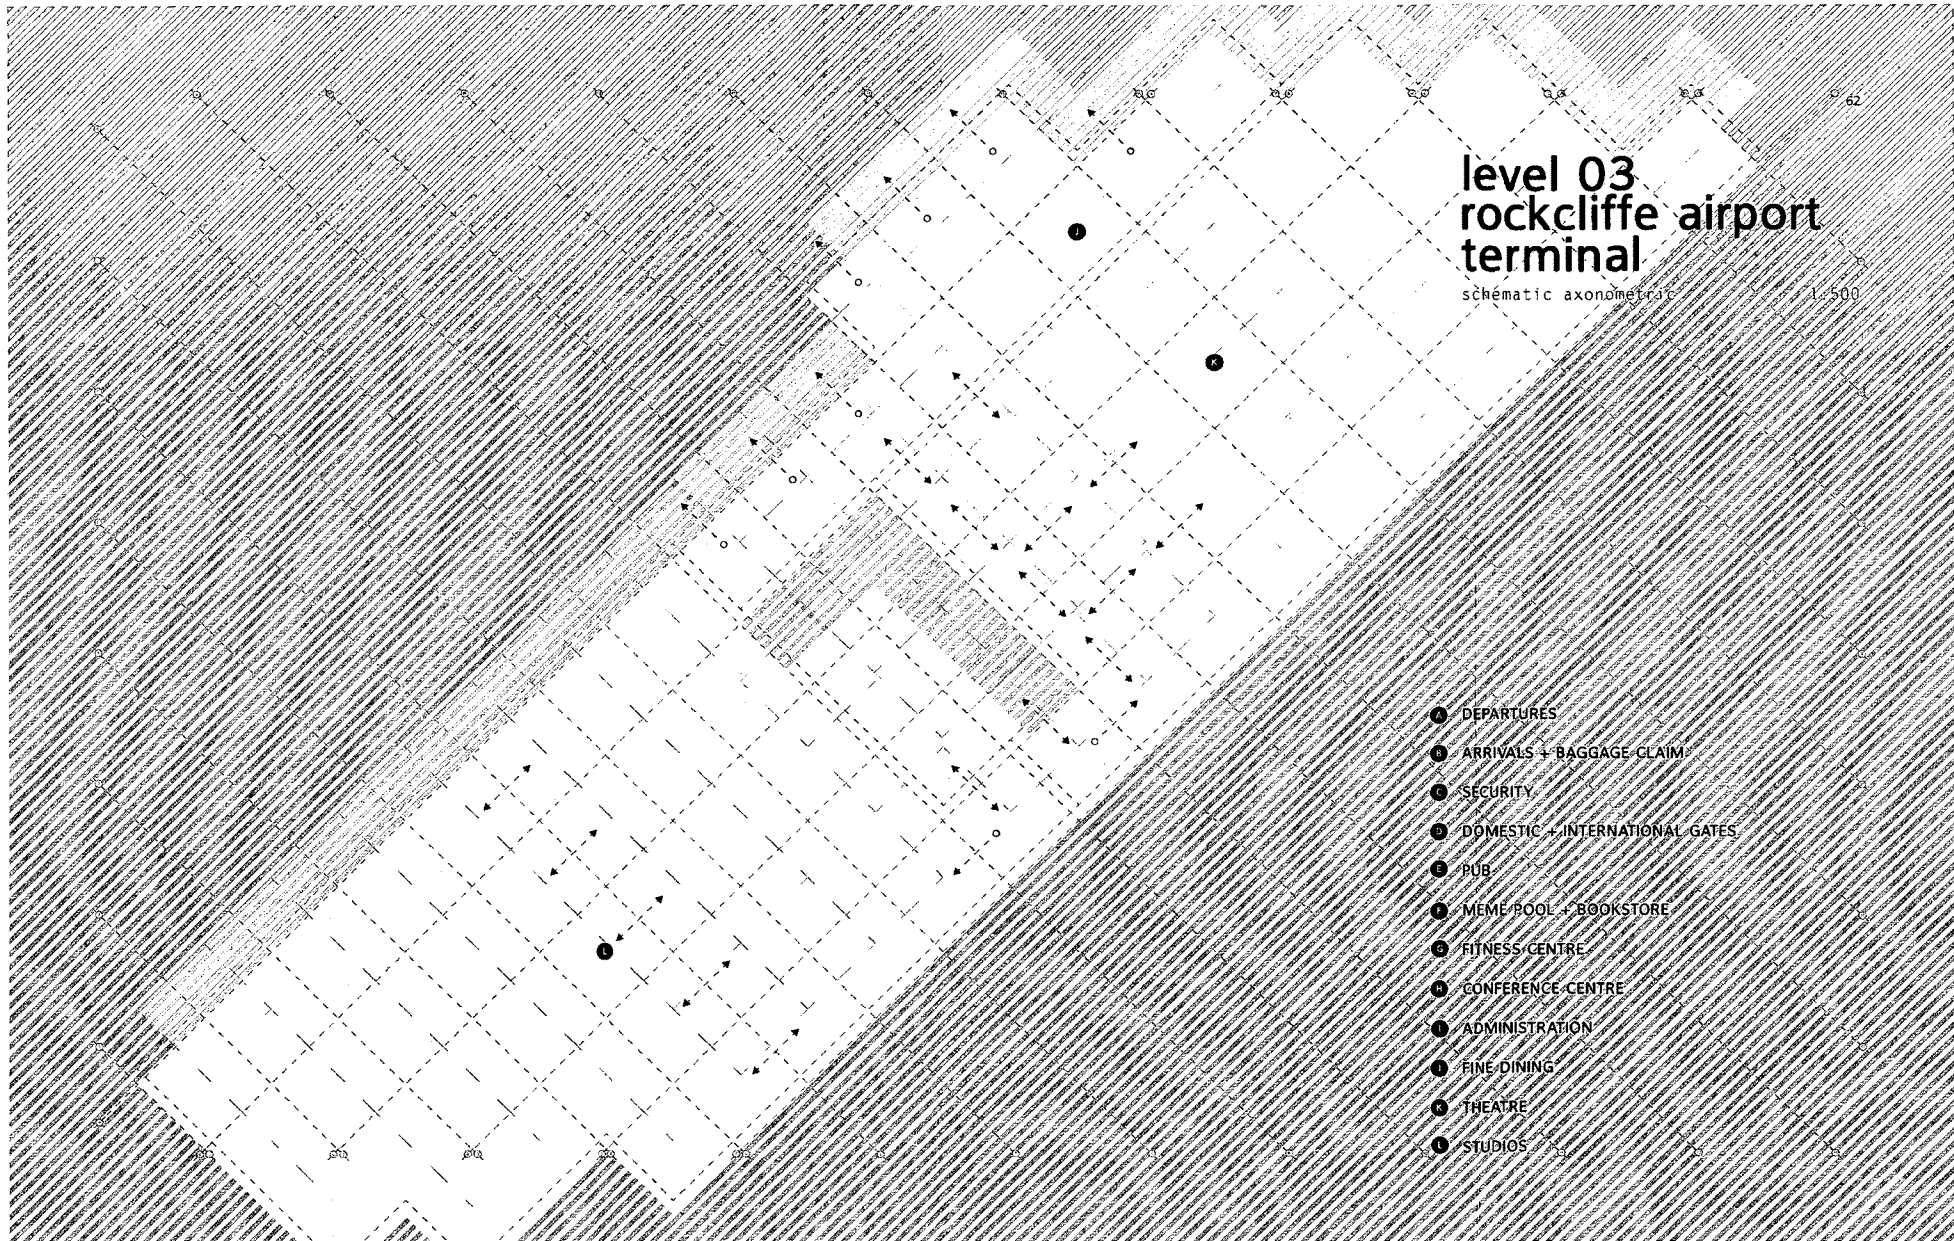 62
level 03
rockcliffe airport
terminal
schematic axonometric 1:500
J
K
L
A DEPARTURES
B ARRIVALS + BAGGAGE CLAIM
C SECURITY
D DOMESTIC + INTERNATIONAL GATES
E PUB
F MEME POOL + BOOKSTORE
G FITNESS CENTRE
H CONFERENCE CENTRE
I ADMINISTRATION
J FINE DINING
K THEATRE
L STUDIOS